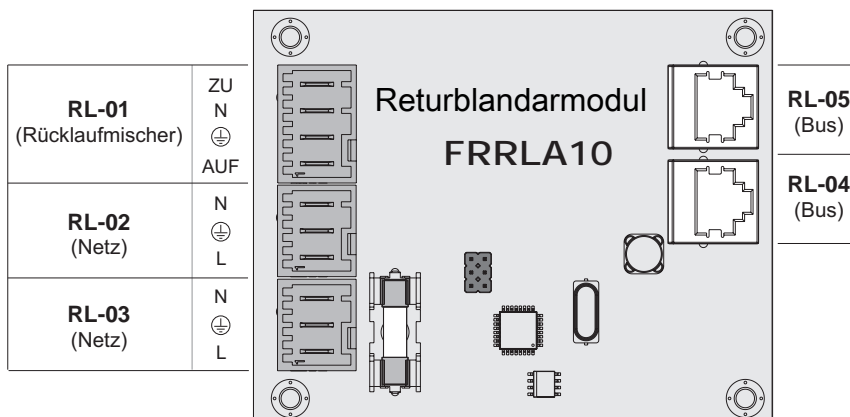 Returblandarmodul
FRRLA10
RL-01
(Rücklaufmischer)
ZU
N
AUF
RL-02
(Netz)
N
L
RL-03
(Netz)
N
L
RL-05
(Bus)
RL-04
(Bus)